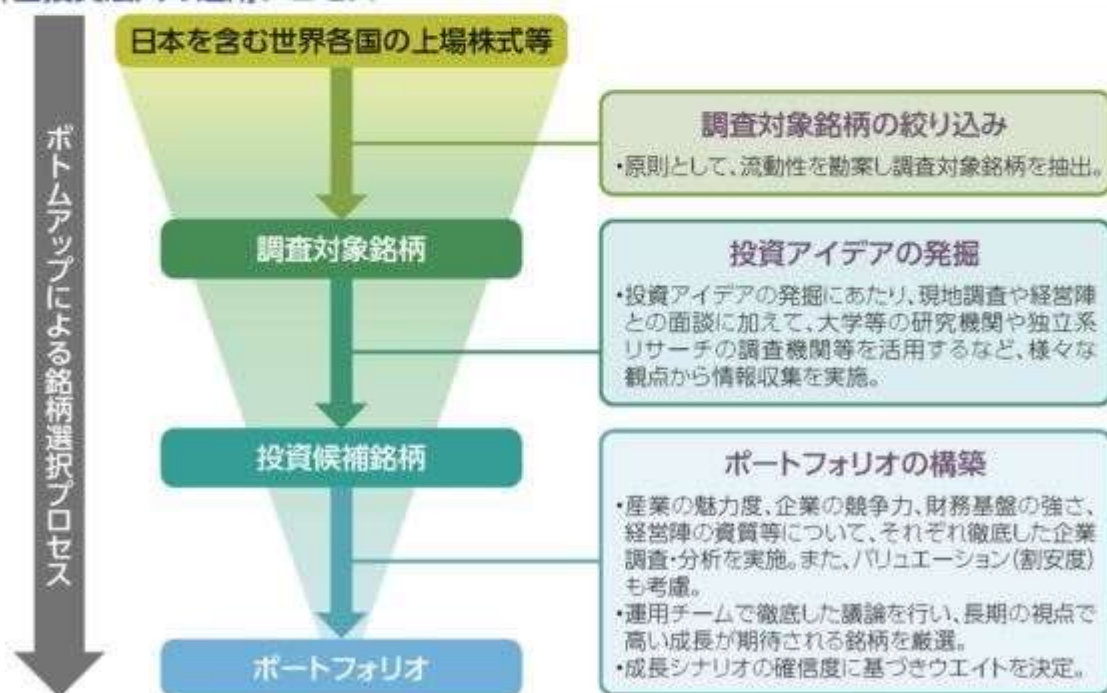 日本を含む世界各国の上場株式等
ボトムアップによる銘柄選択プロセス
調査対象銘柄の絞り込み
・原則として、流動性を勘案し調査対象銘柄を抽出。
調査対象銘柄
投資アイデアの発掘
・投資アイデアの発掘にあたり、現地調査や経営陣
との面談に加えて、大学等の研究機関や独立系
リサーチの調査機関等を活用するなど、様々な
観点から情報収集を実施。
投資候補銘柄
ポートフォリオの構築
・産業の魅力度、企業の競争力、財務基盤の強さ、
経営陣の資質等について、それぞれ徹底した企業
調査・分析を実施。また、バリュエーション(割安度)
も考慮。
・運用チームで徹底した議論を行い、長期の視点で
高い成長が期待される銘柄を厳選。
・成長シナリオの確信度に基づきウエイトを決定。
ポートフォリオ